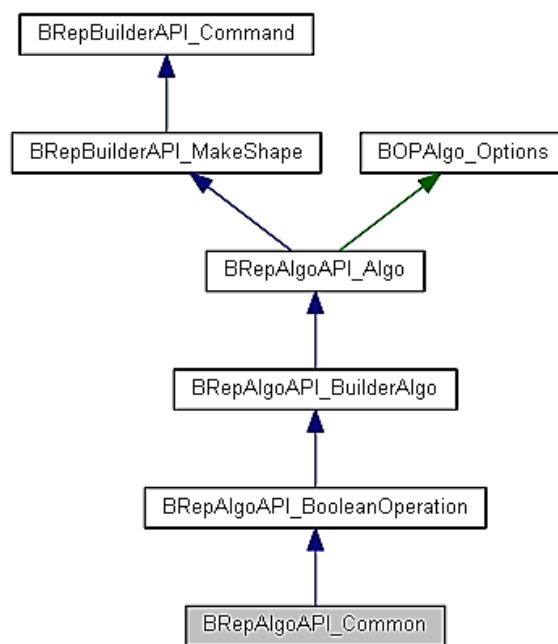 BRepBuilderAPI_Command
BRepBuilderAPI_MakeShape
BOPAlgo_Options
BRepAlgoAPI_Algo
BRepAlgoAPI_BuilderAlgo
BRepAlgoAPI_BooleanOperation
BRepAlgoAPI_Common